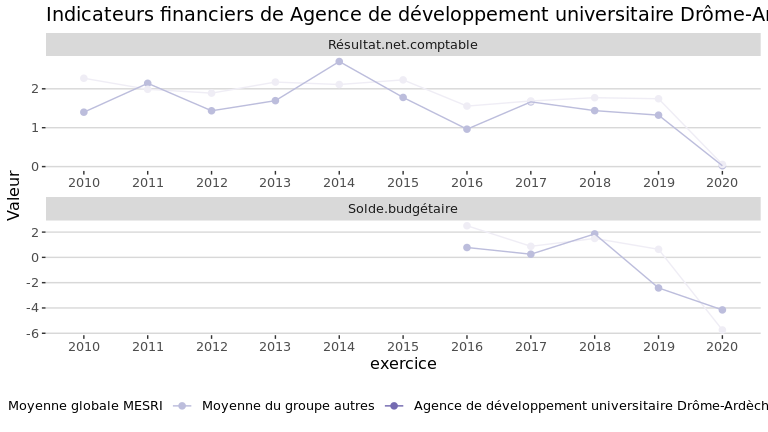 Indicateurs financiers de Agence de développement universitaire Drôme-Ar
Résultat.net.comptable
2
1
0
2010 2011 2012 2013 2014 2015 2016 2017 2018 2019 2020
Valeur
Solde.budgétaire
2
0
-2
-4
-6
2010 2011 2012 2013 2014 2015 2016 2017 2018 2019 2020
exercice
Moyenne globale MESRI Moyenne du groupe autres Agence de développement universitaire Drôme-Ardèch